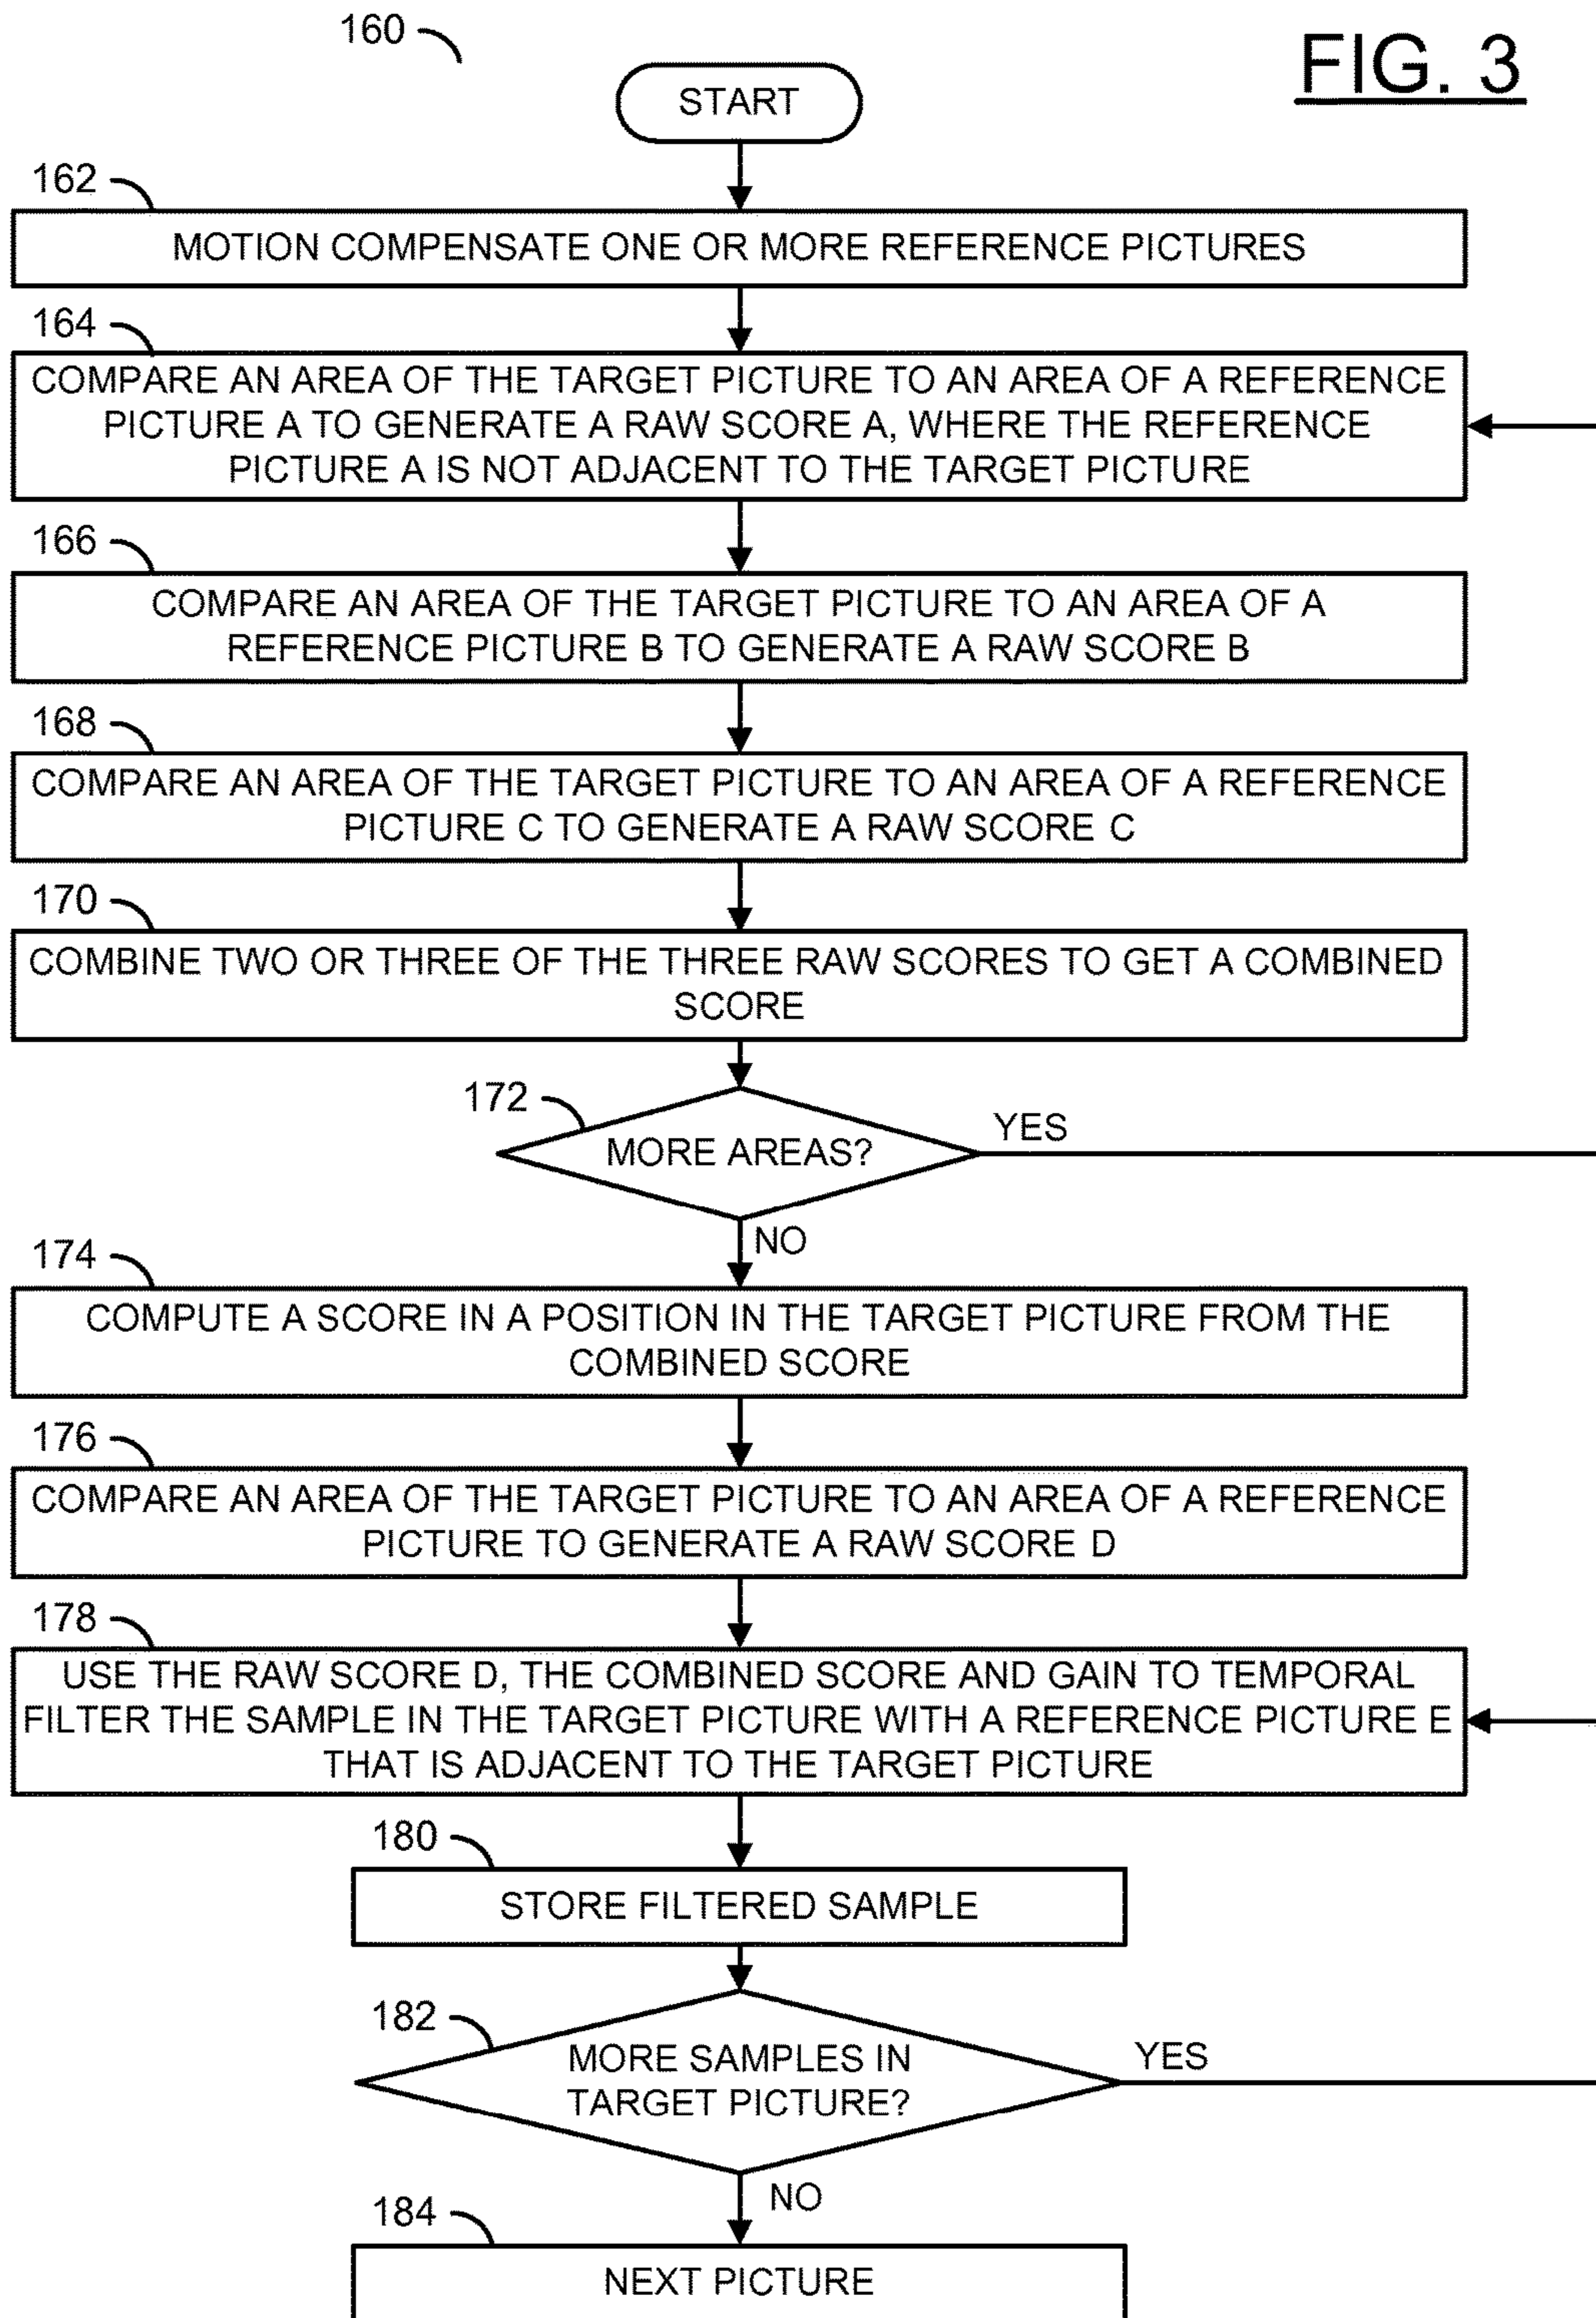 160
FIG. 3
START
162
MOTION COMPENSATE ONE OR MORE REFERENCE PICTURES
164
COMPARE AN AREA OF THE TARGET PICTURE TO AN AREA OF A REFERENCE
PICTURE A TO GENERATE A RAW SCORE A, WHERE THE REFERENCE
PICTURE A IS NOT ADJACENT TO THE TARGET PICTURE
166
COMPARE AN AREA OF THE TARGET PICTURE TO AN AREA OF A
REFERENCE PICTURE B TO GENERATE A RAW SCORE B
168
COMPARE AN AREA OF THE TARGET PICTURE TO AN AREA OF A REFERENCE
PICTURE C TO GENERATE A RAW SCORE C
170
COMBINE TWO OR THREE OF THE THREE RAW SCORES TO GET A COMBINED
SCORE
172
YES
MORE AREAS?
NO
174
COMPUTE A SCORE IN A POSITION IN THE TARGET PICTURE FROM THE
COMBINED SCORE
176
COMPARE AN AREA OF THE TARGET PICTURE TO AN AREA OF A REFERENCE
PICTURE TO GENERATE A RAW SCORE D
178
USE THE RAW SCORE D, THE COMBINED SCORE AND GAIN TO TEMPORAL
FILTER THE SAMPLE IN THE TARGET PICTURE WITH A REFERENCE PICTURE E
THAT IS ADJACENT TO THE TARGET PICTURE
180
STORE FILTERED SAMPLE
182
YES
MORE SAMPLES IN
TARGET PICTURE?
NO
184
NEXT PICTURE